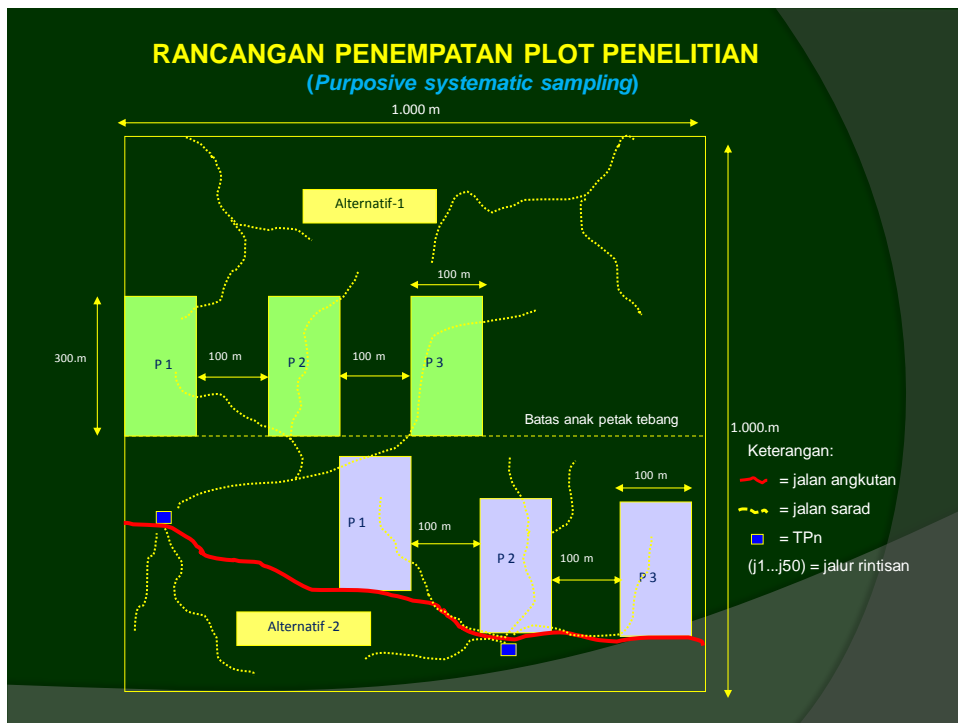 RANCANGAN PENEMPATAN PLOT PENELITIAN
(Purposive systematic sampling)
1.000 m
Alternatif-1
100 m
300.m
P 1
100 m
P 2
100 m
P 3
Batas anak petak tebang
1.000.m
Keterangan:
= jalan angkutan
= jalan sarad
= TPn
(j1...j50) = jalur rintisan
100 m
P 1
100 m
P 2
100 m
P 3
Alternatif -2